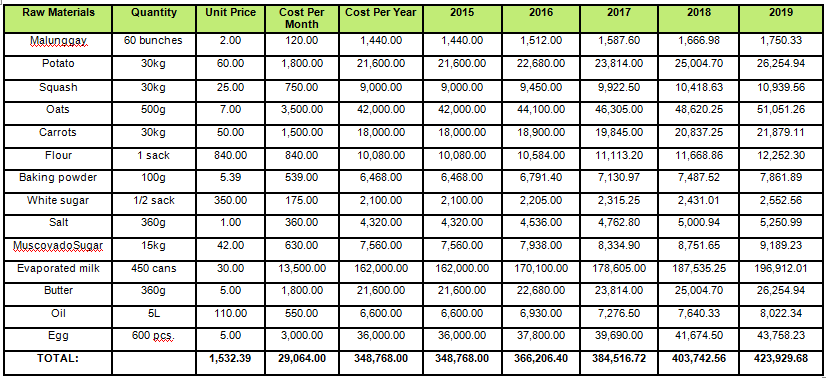 Raw Materials Quantity Unit Price Cost Per Month Cost Per Year 2015 2016 2017 2018 2019
Malunggay 60 bunches 2.00 120.00 1,440.00 1,440.00 1,512.00 1,587.60 1,666.98 1,750.33
Potato 30kg 60.00 1,800.00 21,600.00 21,600.00 22,680.00 23,814.00 25,004.70 26,254.94
Squash 30kg 25.00 750.00 9,000.00 9,000.00 9,450.00 9,922.50 10,418.63 10,939.56
Oats 500g 7.00 3,500.00 42,000.00 42,000.00 44,100.00 46,305.00 48,620.25 51,051.26
Carrots 30kg 50.00 1,500.00 18,000.00 18,000.00 18,900.00 19,845.00 20,837.25 21,879.11
Flour 1 sack 840.00 840.00 10,080.00 10,080.00 10,584.00 11,113.20 11,668.86 12,252.30
Baking powder 100g 5.39 539.00 6,468.00 6,468.00 6,791.40 7,130.97 7,487.52 7,861.89
White sugar 1/2 sack 350.00 175.00 2,100.00 2,100.00 2,205.00 2,315.25 2,431.01 2,552.56
Salt 360g 1.00 360.00 4,320.00 4,320.00 4,536.00 4,762.80 5,000.94 5,250.99
MuscovadoSugar 15kg 42.00 630.00 7,560.00 7,560.00 7,938.00 8,334.90 8,751.65 9,189.23
Evaporated milk 450 cans 30.00 13,500.00 162,000.00 162,000.00 170,100.00 178,605.00 187,535.25 196,912.01
Butter 360g 5.00 1,800.00 21,600.00 21,600.00 22,680.00 23,814.00 25,004.70 26,254.94
Oil 5L 110.00 550.00 6,600.00 6,600.00 6,930.00 7,276.50 7,640.33 8,022.34
Egg 600 pcs. 5.00 3,000.00 36,000.00 36,000.00 37,800.00 39,690.00 41,674.50 43,758.23
TOTAL: 1,532.39 29,064.00 348,768.00 348,768.00 366,206.40 384,516.72 403,742.56 423,929.68